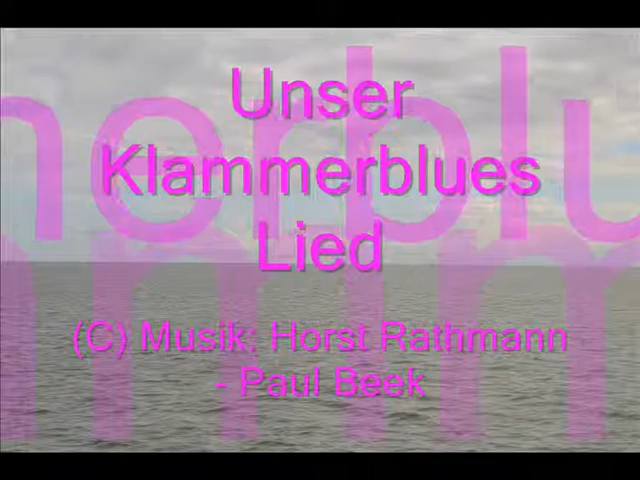 Unser
Klammerblues
Lied
(C) Musik: Horst Rathmann
- Paul Beek